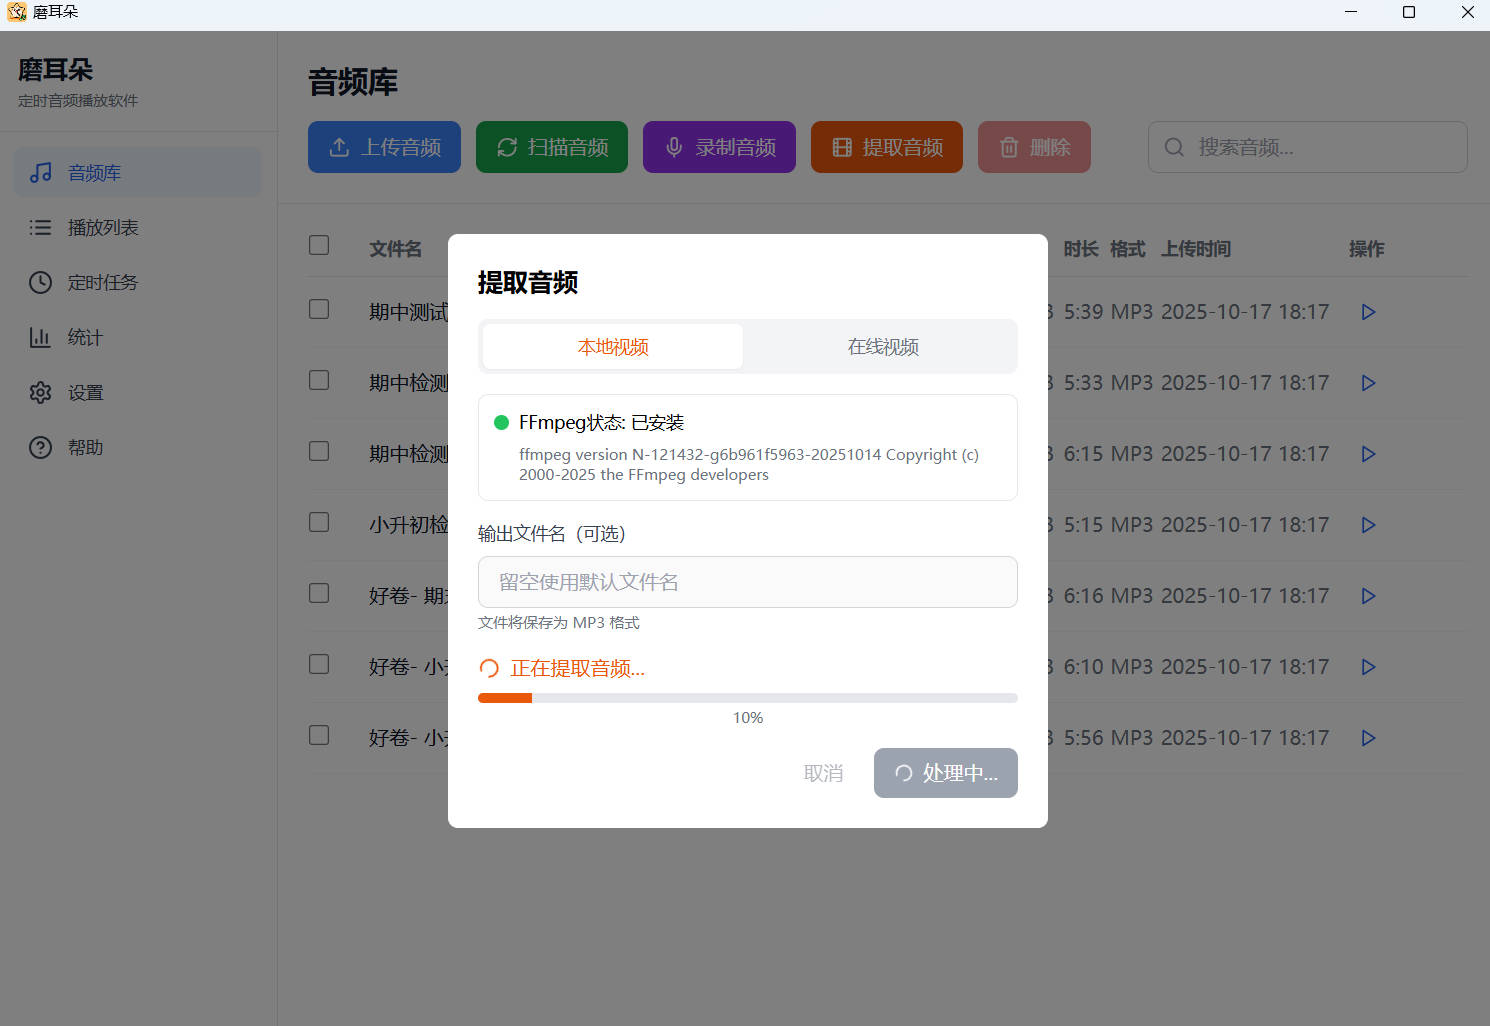 磨耳朵
磨耳朵
定时音频播放软件
音频库
播放列表
定时任务
统计
设置
帮助
音频库
上传音频 扫描音频 录制音频 提取音频 删除 搜索音频...
文件名 时长 格式 上传时间 操作
期中测试 3 5:39 MP3 2025-10-17 18:17
期中检测 3 5:33 MP3 2025-10-17 18:17
期中检测 3 6:15 MP3 2025-10-17 18:17
小升初检 3 5:15 MP3 2025-10-17 18:17
好卷- 期末 3 6:16 MP3 2025-10-17 18:17
好卷- 小升 3 6:10 MP3 2025-10-17 18:17
好卷- 小升 3 5:56 MP3 2025-10-17 18:17
提取音频
本地视频 在线视频
FFmpeg状态: 已安装
ffmpeg version N-121432-g6b961f5963-20251014 Copyright (c)
2000-2025 the FFmpeg developers
输出文件名（可选）
留空使用默认文件名
文件将保存为 MP3 格式
正在提取音频...
10%
取消 处理中...